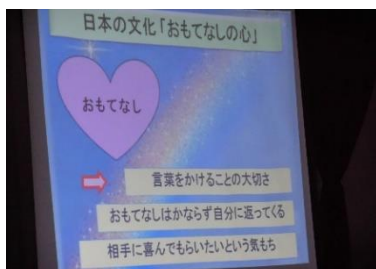 日本の文化「おもてなしの心」
おもてなし
言葉をかけることの大切さ
おもてなしはかならず自分に返ってくる
相手に喜んでもらいたいという気もち